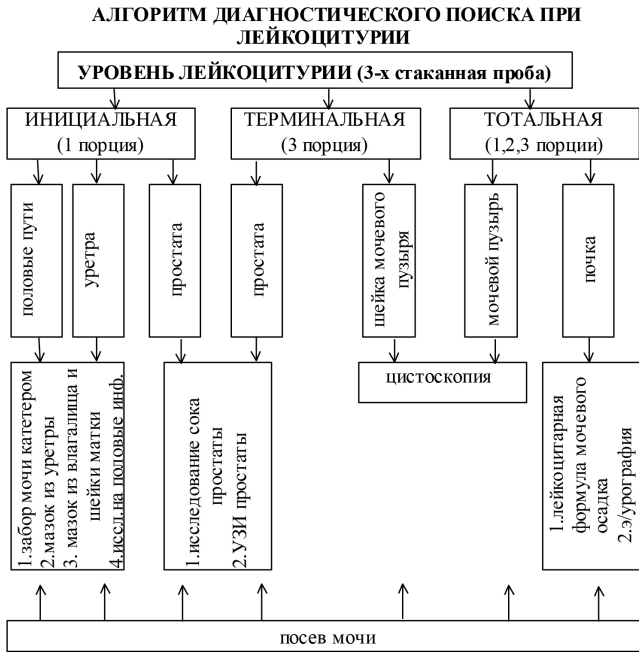 АЛГОРИТМ ДИАГНОСТИЧЕСКОГО ПОИСКА ПРИ
ЛЕЙКОЦИТУРИИ
УРОВЕНЬ ЛЕЙКОЦИТУРИИ (3-х стаканная проба)
ИНИЦИАЛЬНАЯ
(1 порция)
ТЕРМИНАЛЬНАЯ
(3 порция)
ТОТАЛЬНАЯ
(1,2,3 порции)
половые пути
уретра
простата
простата
шейка мочевого
пузыря
мочевой пузырь
почка
1.забор мочи катетером
2.мазок из уретры
3. мазок из влагалища и
шейки матки
4.иссл.на половые инф.
1.исследование сока
простаты
2.УЗИ простаты
цистоскопия
1.лейкоцитарная
формула мочевого
осадка
2.э/урография
посев мочи